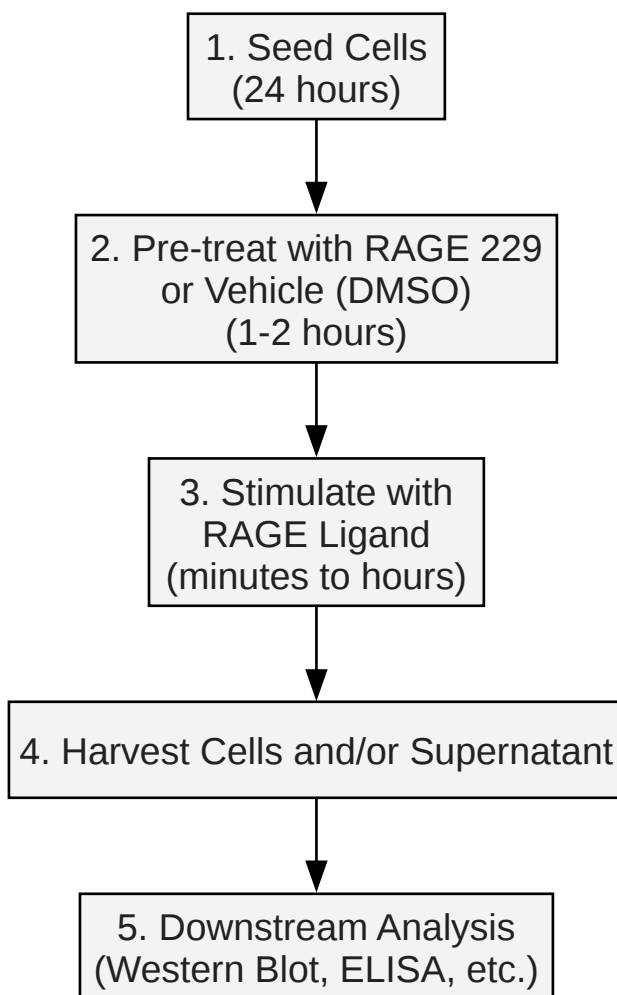 1. Seed Cells
(24 hours)
2. Pre-treat with RAGE 229
or Vehicle (DMSO)
(1-2 hours)
3. Stimulate with
RAGE Ligand
(minutes to hours)
4. Harvest Cells and/or Supernatant
5. Downstream Analysis
(Western Blot, ELISA, etc.)